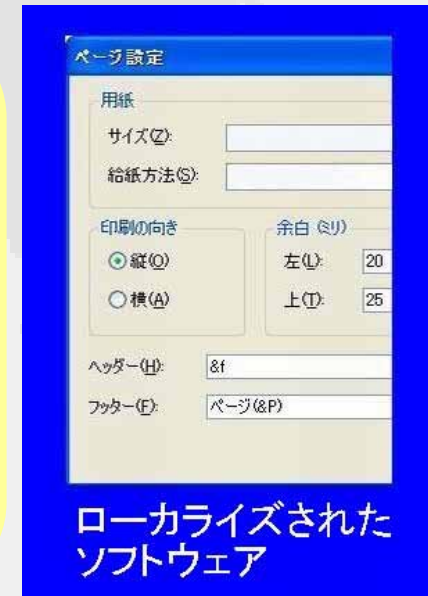 ページ設定
用紙
サイズ(Z):
給紙方法(S):
印刷の向き
縦(O)
横(A)
余白(ミリ)
左(L): 20
上(T): 25
ヘッダー(H): &f
フッター(F): ページ(&P)
ローカライズされた
ソフトウェア